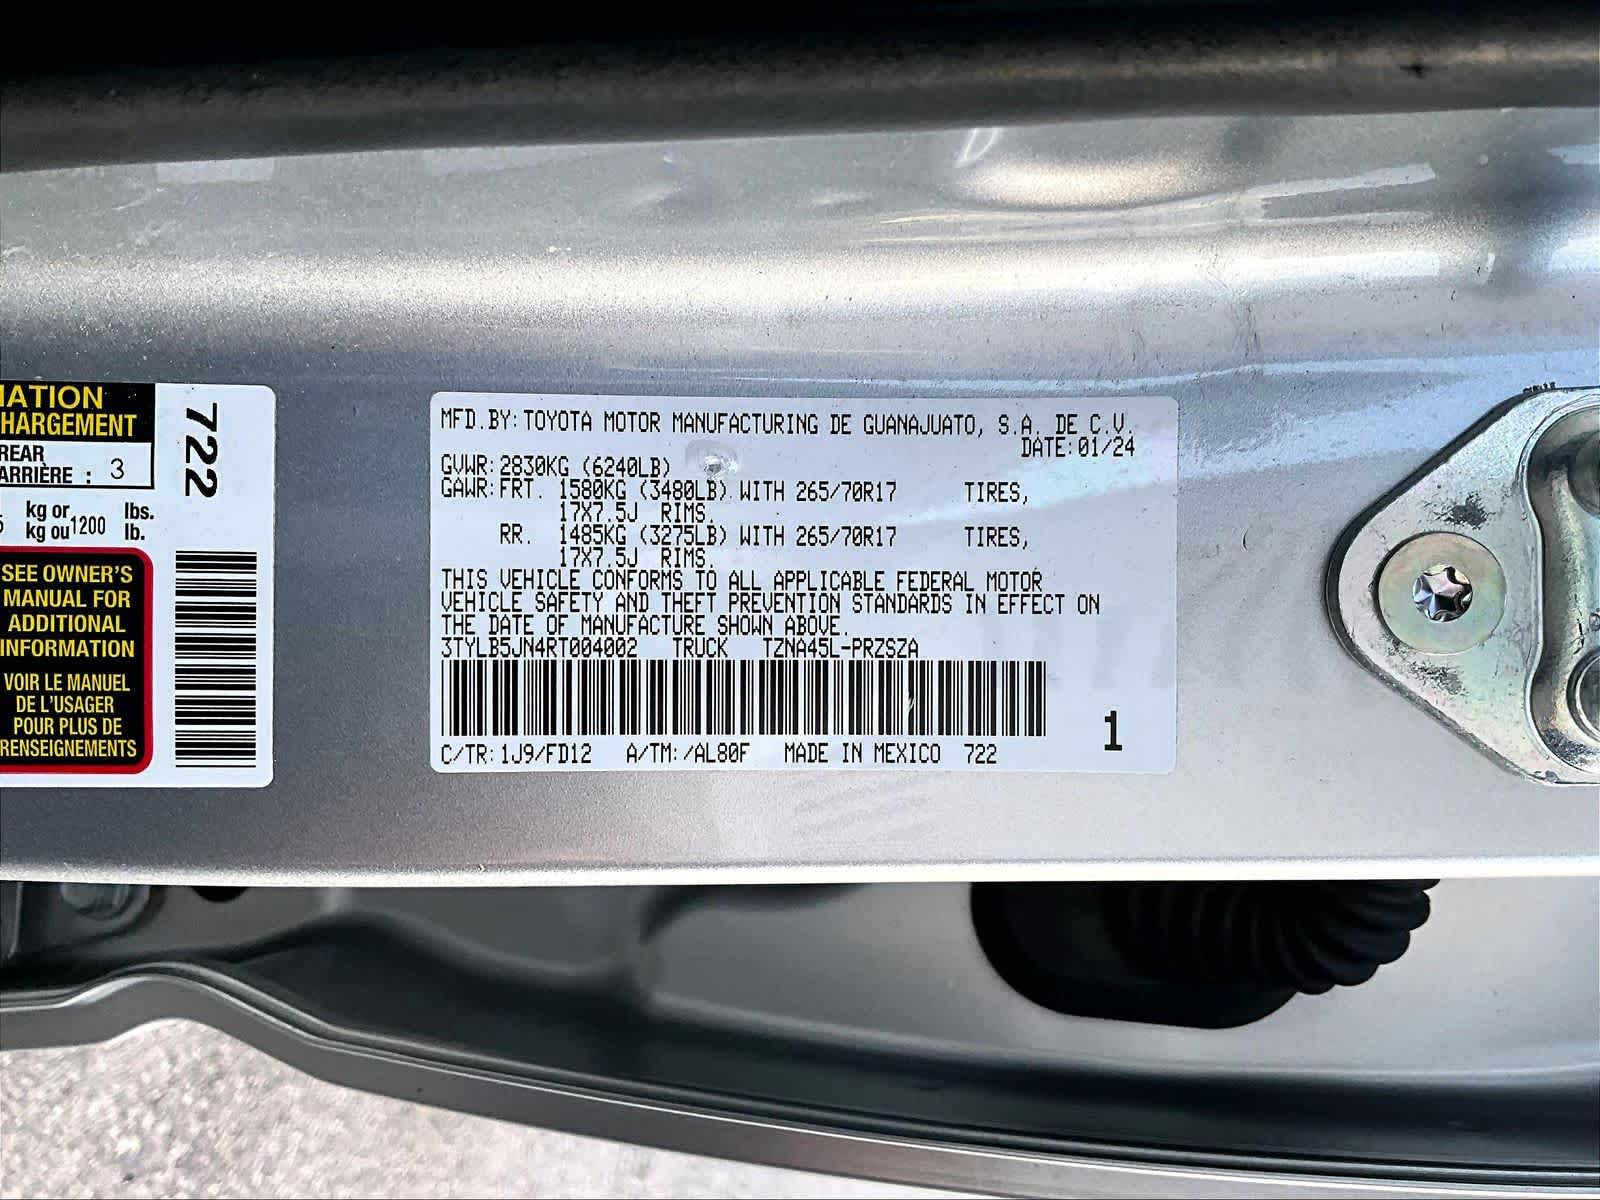 MATION
CHARGEMENT
REAR
ARRIÈRE : 3
kg or lbs.
kg ou 1200 lb.
SEE OWNER'S
MANUAL FOR
ADDITIONAL
INFORMATION
VOIR LE MANUEL
DE L'USAGER
POUR PLUS DE
RENSEIGNEMENTS
722
MFD.BY: TOYOTA MOTOR MANUFACTURING DE GUANAJUATO, S.A. DE C.V.
DATE: 01/24
GVWR: 2830KG (6240LB)
GAWR: FRT. 1580KG (3480LB) WITH 265/70R17 TIRES,
17X7.5J RIMS.
RR. 1485KG (3275LB) WITH 265/70R17 TIRES,
17X7.5J RIMS.
THIS VEHICLE CONFORMS TO ALL APPLICABLE FEDERAL MOTOR
VEHICLE SAFETY AND THEFT PREVENTION STANDARDS IN EFFECT ON
THE DATE OF MANUFACTURE SHOWN ABOVE.
3TYLB5JN4RT004002 TRUCK TZNA45L-PRZSZA
C/TR: 1J9/FD12 A/TM: /AL80F MADE IN MEXICO 722
1